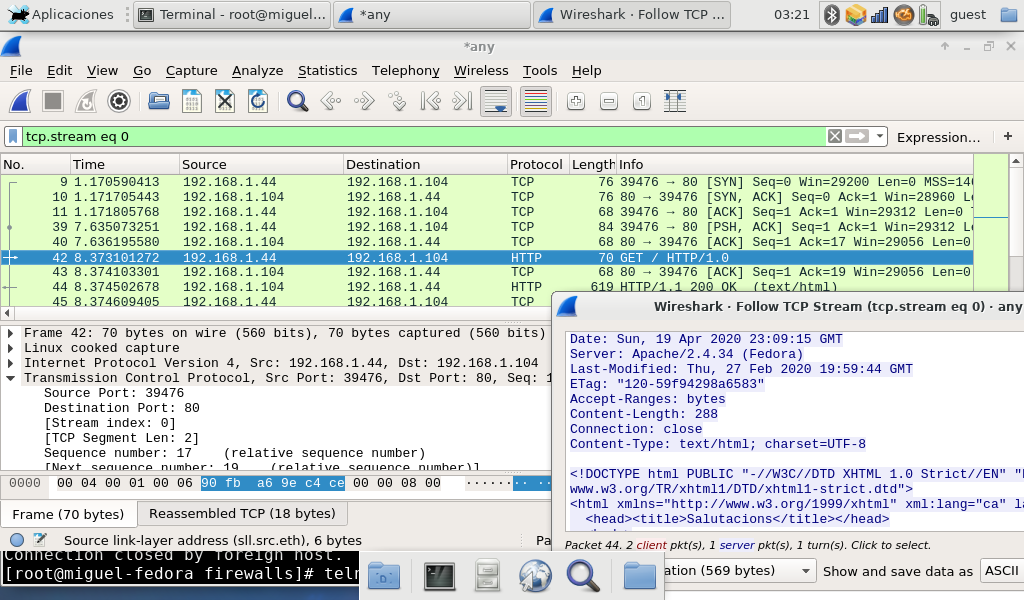 Aplicaciones
Terminal - root@miguel...
*any
Wireshark · Follow TCP ...
03:21
guest
*any
File Edit View Go Capture Analyze Statistics Telephony Wireless Tools Help
tcp.stream eq 0
Expression...
+
No. Time Source Destination Protocol Length Info
9 1.170590413 192.168.1.44 192.168.1.104 TCP 76 39476 → 80 [SYN] Seq=0 Win=29200 Len=0 MSS=146
10 1.171705443 192.168.1.104 192.168.1.44 TCP 76 80 → 39476 [SYN, ACK] Seq=0 Ack=1 Win=28960 Le
11 1.171805768 192.168.1.44 192.168.1.104 TCP 68 39476 → 80 [ACK] Seq=1 Ack=1 Win=29312 Len=0
39 7.635073251 192.168.1.44 192.168.1.104 TCP 84 39476 → 80 [PSH, ACK] Seq=1 Ack=1 Win=29312 L
40 7.636195580 192.168.1.104 192.168.1.44 TCP 68 80 → 39476 [ACK] Seq=1 Ack=17 Win=29056 Len=0
42 8.373101272 192.168.1.44 192.168.1.104 HTTP 70 GET / HTTP/1.0
43 8.374103301 192.168.1.104 192.168.1.44 TCP 68 80 → 39476 [ACK] Seq=1 Ack=19 Win=29056 Len=0
44 8.374502678 192.168.1.104 192.168.1.44 HTTP 619 HTTP/1.1 200 OK (text/html)
45 8.374609405 192.168.1.44 192.168.1.104 TCP
Frame 42: 70 bytes on wire (560 bits), 70 bytes captured (560 bits)
Linux cooked capture
Internet Protocol Version 4, Src: 192.168.1.44, Dst: 192.168.1.104
Transmission Control Protocol, Src Port: 39476, Dst Port: 80, Seq: 1
Source Port: 39476
Destination Port: 80
[Stream index: 0]
[TCP Segment Len: 2]
Sequence number: 17 (relative sequence number)
[Next sequence number: 19 (relative sequence number)]
0000 00 04 00 01 00 06 90 fb a6 9e c4 ce 00 00 08 00 ······
Frame (70 bytes)
Reassembled TCP (18 bytes)
Source link-layer address (sll.src.eth), 6 bytes
Pa
Wireshark · Follow TCP Stream (tcp.stream eq 0) · any
Date: Sun, 19 Apr 2020 23:09:15 GMT
Server: Apache/2.4.34 (Fedora)
Last-Modified: Thu, 27 Feb 2020 19:59:44 GMT
ETag: "120-59f94298a6583"
Accept-Ranges: bytes
Content-Length: 288
Connection: close
Content-Type: text/html; charset=UTF-8
<!DOCTYPE html PUBLIC "-//W3C//DTD XHTML 1.0 Strict//EN" "
www.w3.org/TR/xhtml1/DTD/xhtml1-strict.dtd">
<html xmlns="http://www.w3.org/1999/xhtml" xml:lang="ca" la
<head><title>Salutacions</title></head>
Packet 44. 2 client pkt(s), 1 server pkt(s), 1 turn(s). Click to select.
ation (569 bytes)
Show and save data as
ASCII
Connection closed by foreign host.
[root@miguel-fedora firewalls]# teln